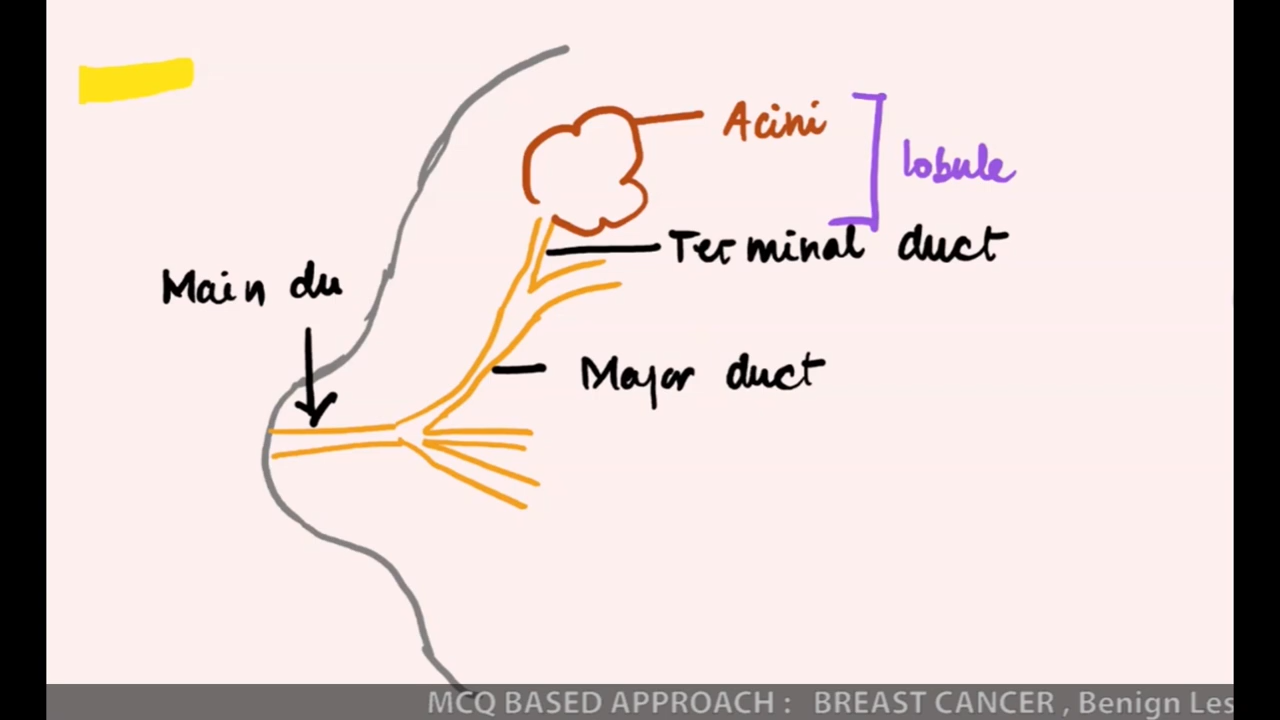 Acini
lobule
Terminal duct
Main du
Major duct
MCQ BASED APPROACH : BREAST CANCER , Benign Les